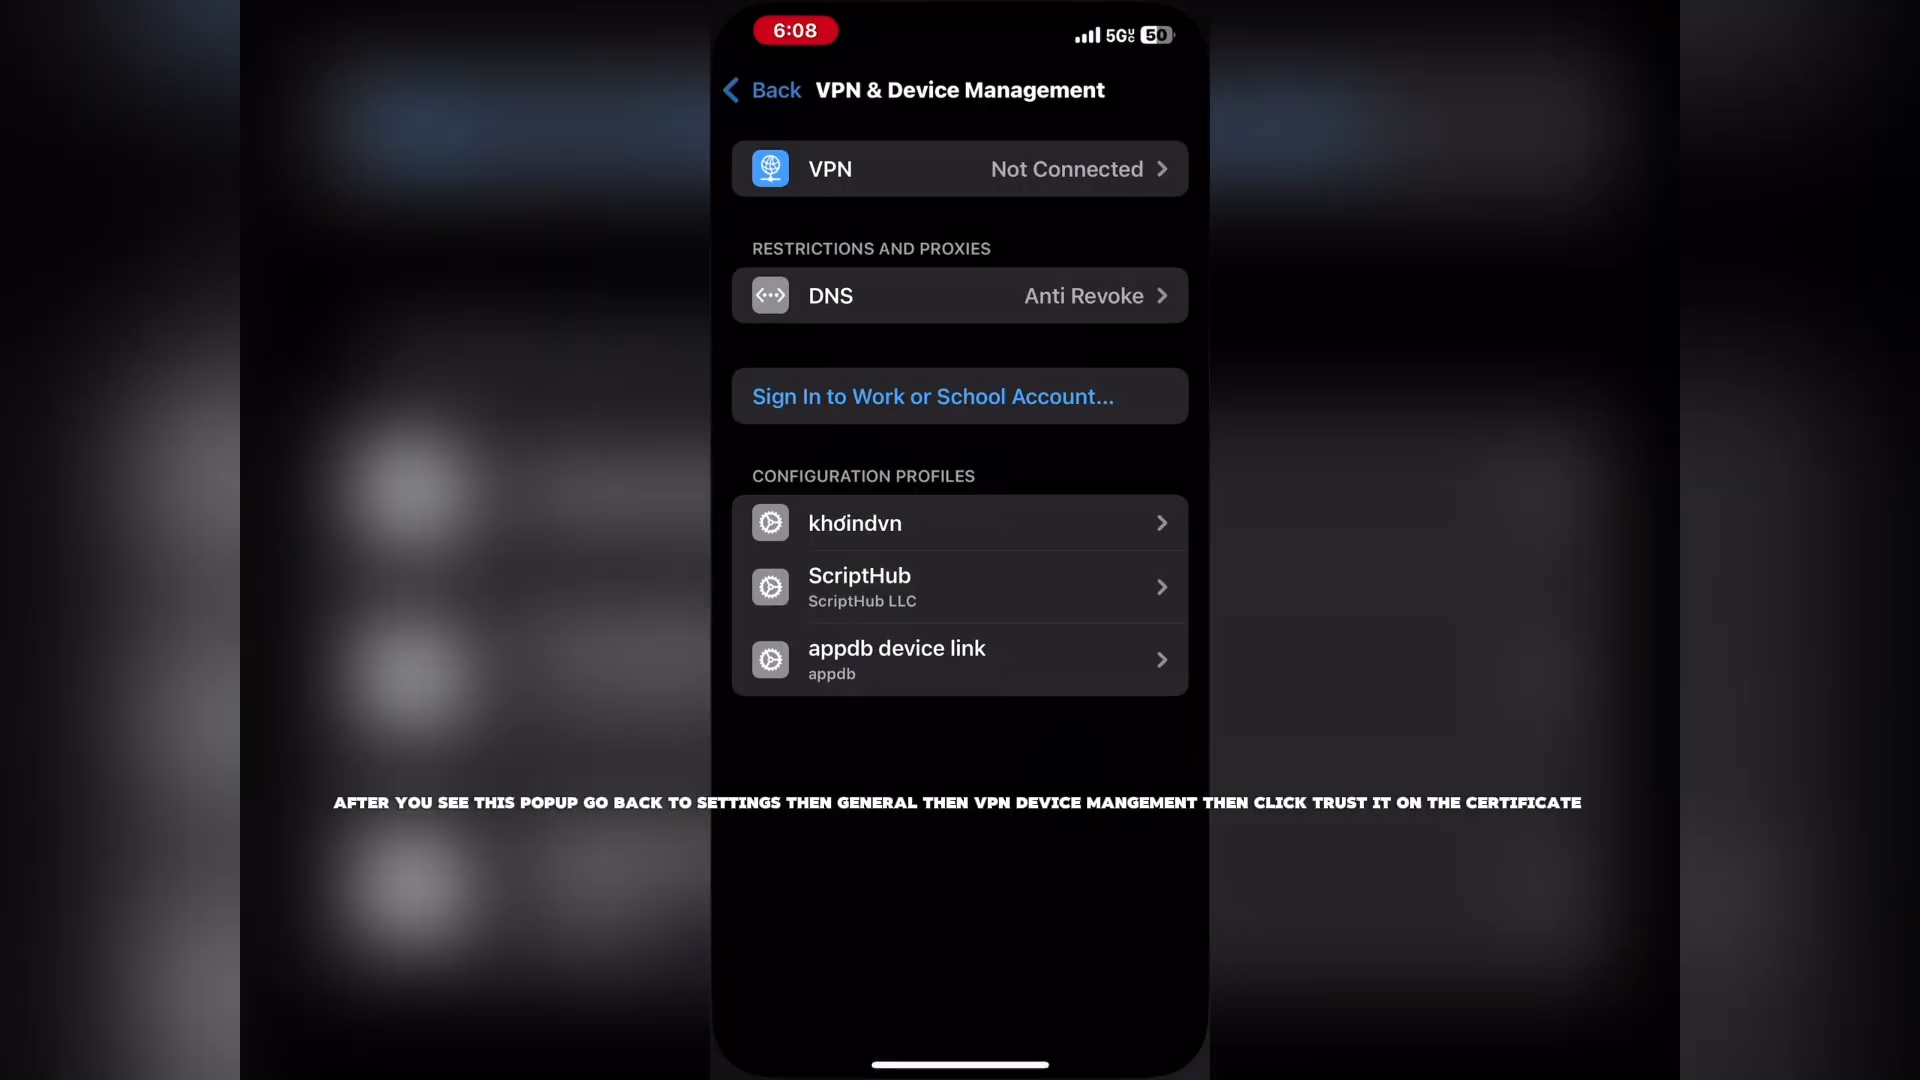 6:08
5GUC 50
Back VPN & Device Management
VPN Not Connected
RESTRICTIONS AND PROXIES
DNS Anti Revoke
Sign In to Work or School Account...
CONFIGURATION PROFILES
khơindvn
ScriptHub
ScriptHub LLC
appdb device link
appdb
AFTER YOU SEE THIS POPUP GO BACK TO SETTINGS THEN GENERAL THEN VPN DEVICE MANGEMENT THEN CLICK TRUST IT ON THE CERTIFICATE